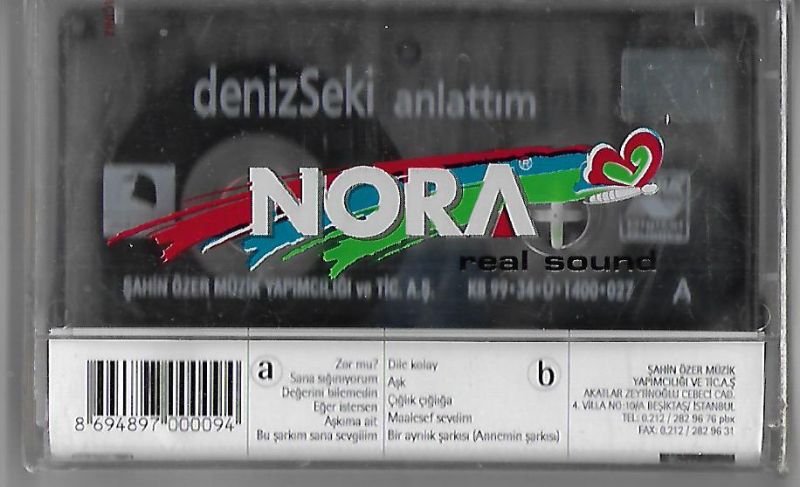 denizSeki anlattım
NORA®
real sound
ŞAHİN ÖZER MÜZİK YAPIMCILIĞI ve TİC. A.Ş.
KB 99·34·Ü·1400·027
A
8 694897 000094
a
Zor mu?
Sana sığınıyorum
Değerini bilemedin
Eğer istersen
Aşkıma ait
Bu şarkım sana sevgilim
Dile kolay
Aşk
Çığlık çığlığa
Maalesef sevdim
Bir ayrılık şarkısı (Annemin şarkısı)
b
ŞAHİN ÖZER MÜZİK
YAPIMCILIĞI VE TİC.A.Ş
AKATLAR ZEYTİNOĞLU CEBECİ CAD.
4. VILLA NO:10/A BEŞİKTAŞ/ İSTANBUL
TEL: 0.212 / 282 96 76 pbx
FAX: 0.212 / 282 96 31